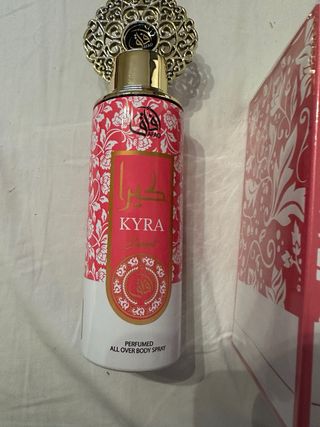 كيرا
KYRA
PERFUMED
ALL OVER BODY SPRAY